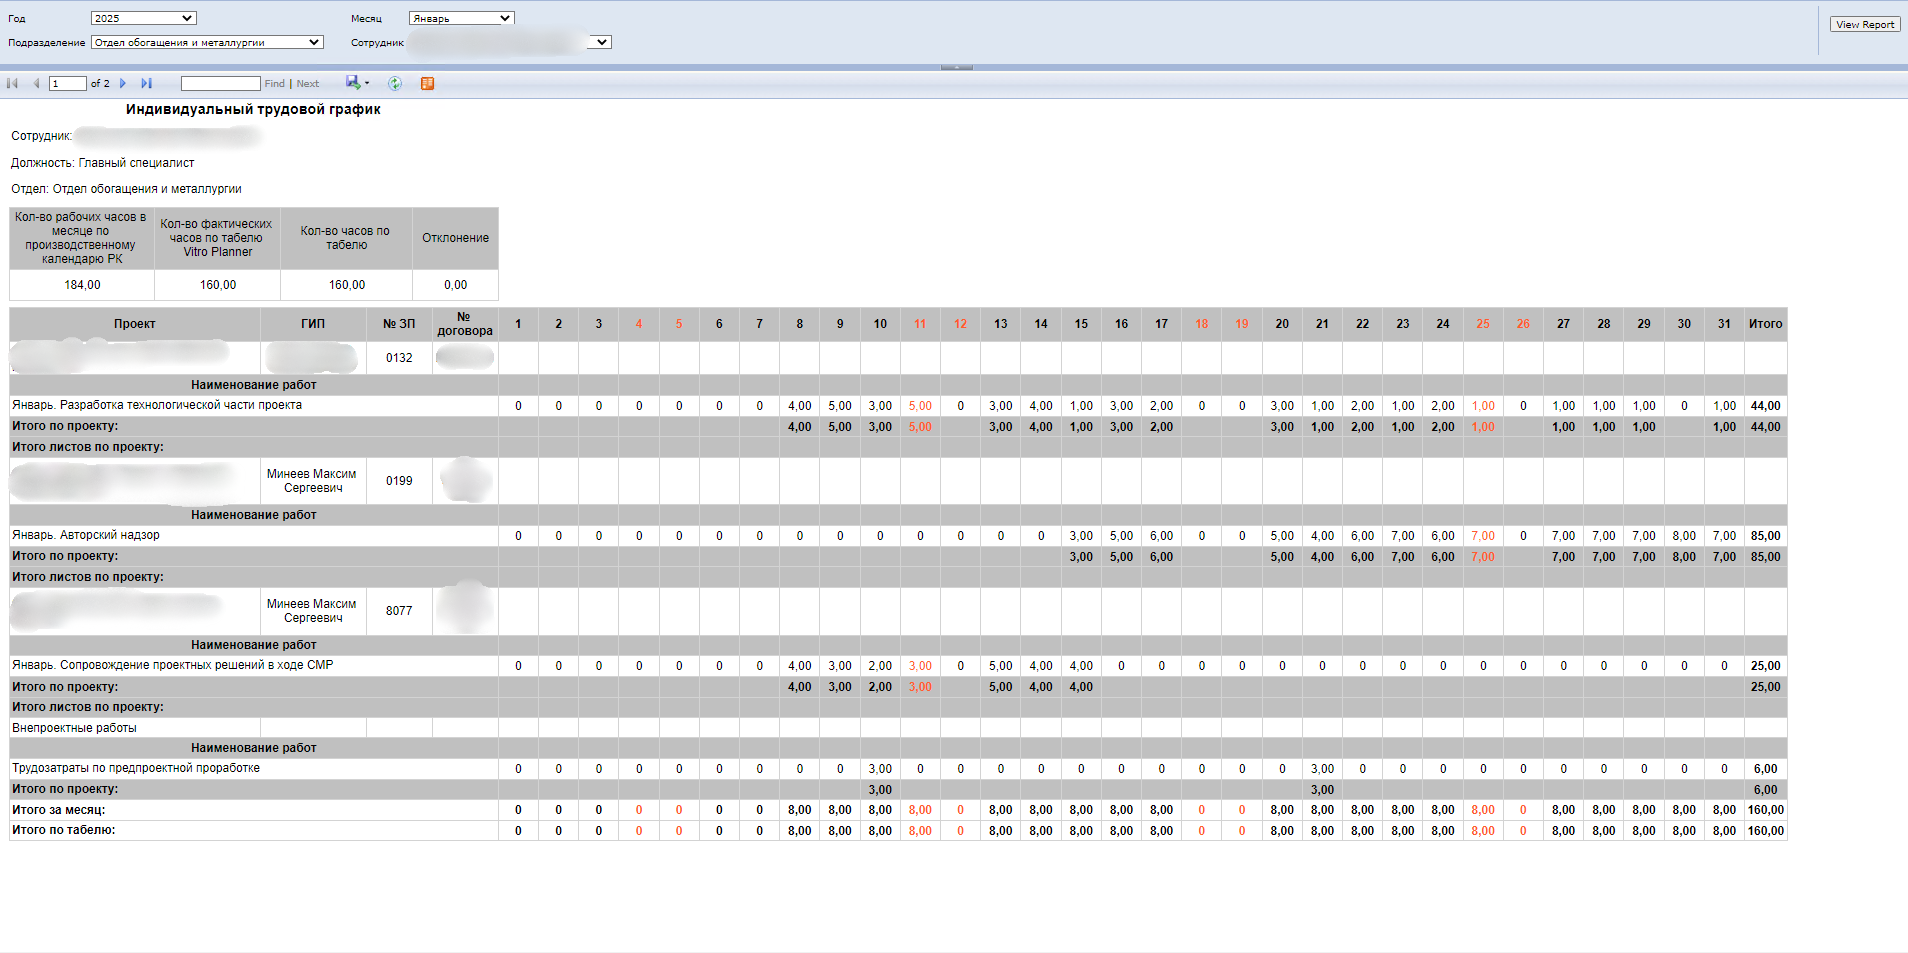 Год 2025 Месяц Январь View Report
Подразделение Отдел обогащения и металлургии Сотрудник
1 of 2 Find | Next
Индивидуальный трудовой график
Сотрудник:
Должность: Главный специалист
Отдел: Отдел обогащения и металлургии
Кол-во рабочих часов в месяце по производственному календарю РК Кол-во фактических часов по табелю Vitro Planner Кол-во часов по табелю Отклонение
184,00 160,00 160,00 0,00
Проект ГИП № ЗП № договора 1 2 3 4 5 6 7 8 9 10 11 12 13 14 15 16 17 18 19 20 21 22 23 24 25 26 27 28 29 30 31 Итого
0132
Наименование работ
Январь. Разработка технологической части проекта 0 0 0 0 0 0 0 4,00 5,00 3,00 5,00 0 3,00 4,00 1,00 3,00 2,00 0 0 3,00 1,00 2,00 1,00 2,00 1,00 0 1,00 1,00 1,00 0 1,00 44,00
Итого по проекту: 4,00 5,00 3,00 5,00 3,00 4,00 1,00 3,00 2,00 3,00 1,00 2,00 1,00 2,00 1,00 1,00 1,00 1,00 1,00 44,00
Итого листов по проекту:
Минеев Максим Сергеевич 0199
Наименование работ
Январь. Авторский надзор 0 0 0 0 0 0 0 0 0 0 0 0 0 0 3,00 5,00 6,00 0 0 5,00 4,00 6,00 7,00 6,00 7,00 0 7,00 7,00 7,00 8,00 7,00 85,00
Итого по проекту: 3,00 5,00 6,00 5,00 4,00 6,00 7,00 6,00 7,00 7,00 7,00 7,00 8,00 7,00 85,00
Итого листов по проекту:
Минеев Максим Сергеевич 8077
Наименование работ
Январь. Сопровождение проектных решений в ходе СМР 0 0 0 0 0 0 0 4,00 3,00 2,00 3,00 0 5,00 4,00 4,00 0 0 0 0 0 0 0 0 0 0 0 0 0 0 0 0 25,00
Итого по проекту: 4,00 3,00 2,00 3,00 5,00 4,00 4,00 25,00
Итого листов по проекту:
Внепроектные работы
Наименование работ
Трудозатраты по предпроектной проработке 0 0 0 0 0 0 0 0 0 3,00 0 0 0 0 0 0 0 0 0 0 3,00 0 0 0 0 0 0 0 0 0 0 6,00
Итого по проекту: 3,00 3,00 6,00
Итого за месяц: 0 0 0 0 0 0 0 8,00 8,00 8,00 8,00 0 8,00 8,00 8,00 8,00 8,00 0 0 8,00 8,00 8,00 8,00 8,00 8,00 0 8,00 8,00 8,00 8,00 8,00 160,00
Итого по табелю: 0 0 0 0 0 0 0 8,00 8,00 8,00 8,00 0 8,00 8,00 8,00 8,00 8,00 0 0 8,00 8,00 8,00 8,00 8,00 8,00 0 8,00 8,00 8,00 8,00 8,00 160,00